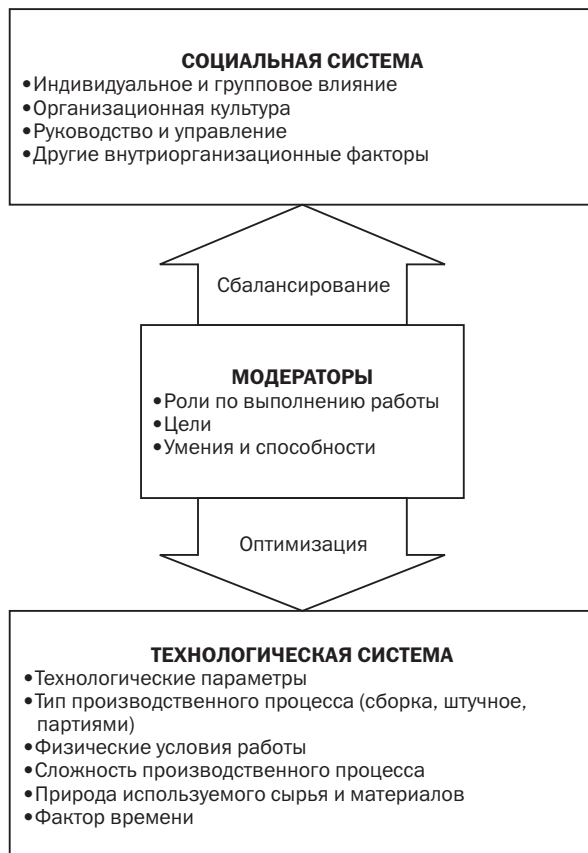 СОЦИАЛЬНАЯ СИСТЕМА
•Индивидуальное и групповое влияние
•Организационная культура
•Руководство и управление
•Другие внутриорганизационные факторы
Сбалансирование
МОДЕРАТОРЫ
•Роли по выполнению работы
•Цели
•Умения и способности
Оптимизация
ТЕХНОЛОГИЧЕСКАЯ СИСТЕМА
•Технологические параметры
•Тип производственного процесса (сборка, штучное,
партиями)
•Физические условия работы
•Сложность производственного процесса
•Природа используемого сырья и материалов
•Фактор времени